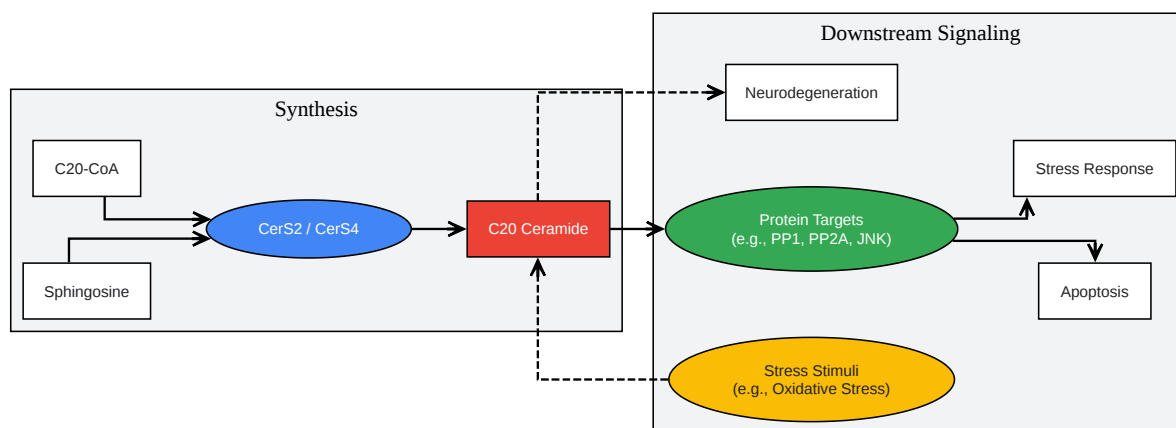 Downstream Signaling
Neurodegeneration
Synthesis
C20-CoA
Stress Response
CerS2 / CerS4
C20 Ceramide
Protein Targets
(e.g., PP1, PP2A, JNK)
Sphingosine
Apoptosis
Stress Stimuli
(e.g., Oxidative Stress)